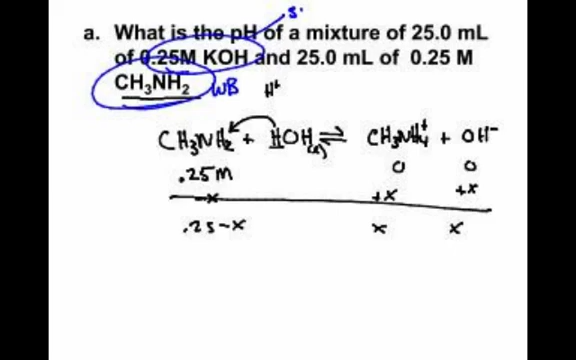 s.
a. What is the pH of a mixture of 25.0 mL
of 0.25M KOH and 25.0 mL of 0.25 M
CH₃NH₂ WB H⁺
CH₃NH₂ + HOH(l) ⇌ CH₃NH₄⁺ + OH⁻
.25M 0 0
-x +x +x
.25-x x x